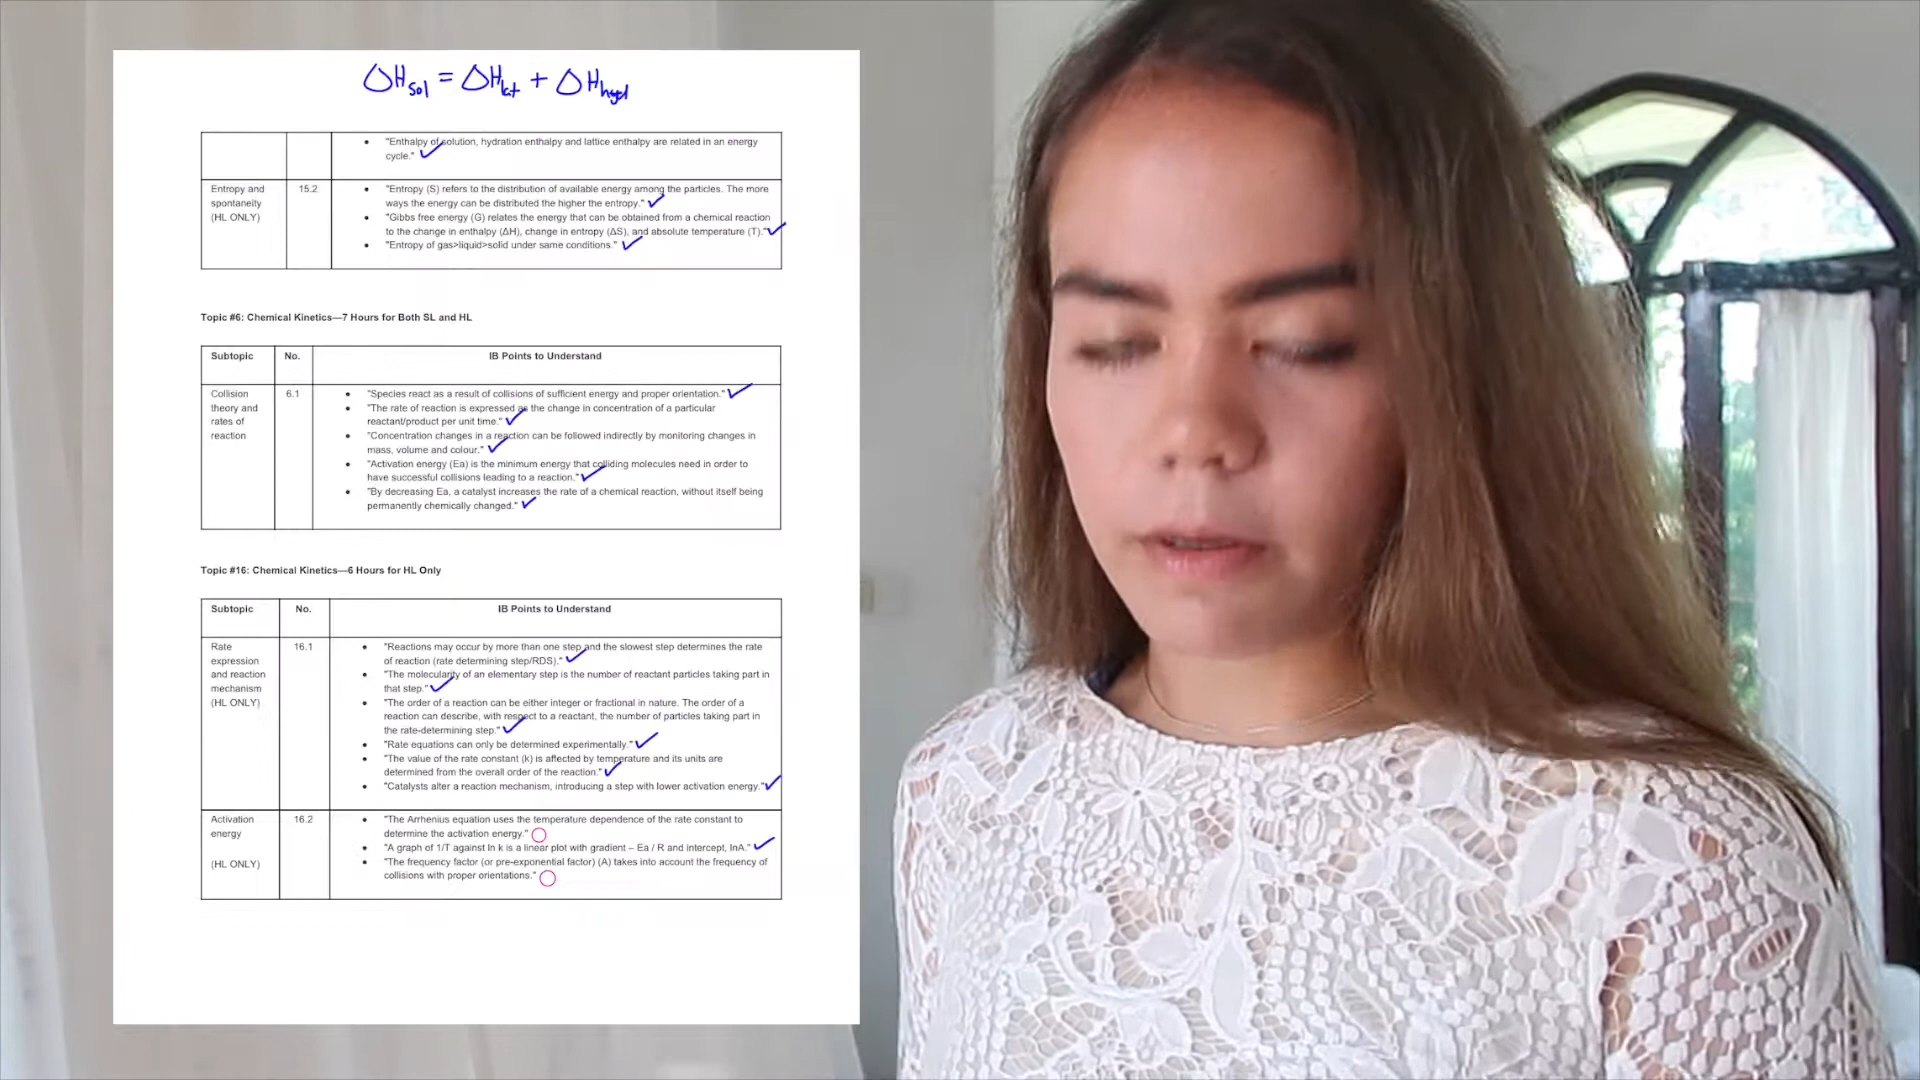 ΔHsol = ΔHlat + ΔHhyd
• "Enthalpy of solution, hydration enthalpy and lattice enthalpy are related in an energy
cycle."
Entropy and
spontaneity
(HL ONLY)
15.2
• "Entropy (S) refers to the distribution of available energy among the particles. The more
ways the energy can be distributed the higher the entropy."
• "Gibbs free energy (G) relates the energy that can be obtained from a chemical reaction
to the change in enthalpy (ΔH), change in entropy (ΔS), and absolute temperature (T)."
• "Entropy of gas>liquid>solid under same conditions."
Topic #6: Chemical Kinetics—7 Hours for Both SL and HL
Subtopic No. IB Points to Understand
Collision
theory and
rates of
reaction
6.1
• "Species react as a result of collisions of sufficient energy and proper orientation."
• "The rate of reaction is expressed as the change in concentration of a particular
reactant/product per unit time."
• "Concentration changes in a reaction can be followed indirectly by monitoring changes in
mass, volume and colour."
• "Activation energy (Ea) is the minimum energy that colliding molecules need in order to
have successful collisions leading to a reaction."
• "By decreasing Ea, a catalyst increases the rate of a chemical reaction, without itself being
permanently chemically changed."
Topic #16: Chemical Kinetics—6 Hours for HL Only
Subtopic No. IB Points to Understand
Rate
expression
and reaction
mechanism
(HL ONLY)
16.1
• "Reactions may occur by more than one step and the slowest step determines the rate
of reaction (rate determining step/RDS)."
• "The molecularity of an elementary step is the number of reactant particles taking part in
that step."
• "The order of a reaction can be either integer or fractional in nature. The order of a
reaction can describe, with respect to a reactant, the number of particles taking part in
the rate-determining step."
• "Rate equations can only be determined experimentally."
• "The value of the rate constant (k) is affected by temperature and its units are
determined from the overall order of the reaction."
• "Catalysts alter a reaction mechanism, introducing a step with lower activation energy."
Activation
energy
(HL ONLY)
16.2
• "The Arrhenius equation uses the temperature dependence of the rate constant to
determine the activation energy."
• "A graph of 1/T against ln k is a linear plot with gradient – Ea / R and intercept, lnA."
• "The frequency factor (or pre-exponential factor) (A) takes into account the frequency of
collisions with proper orientations."